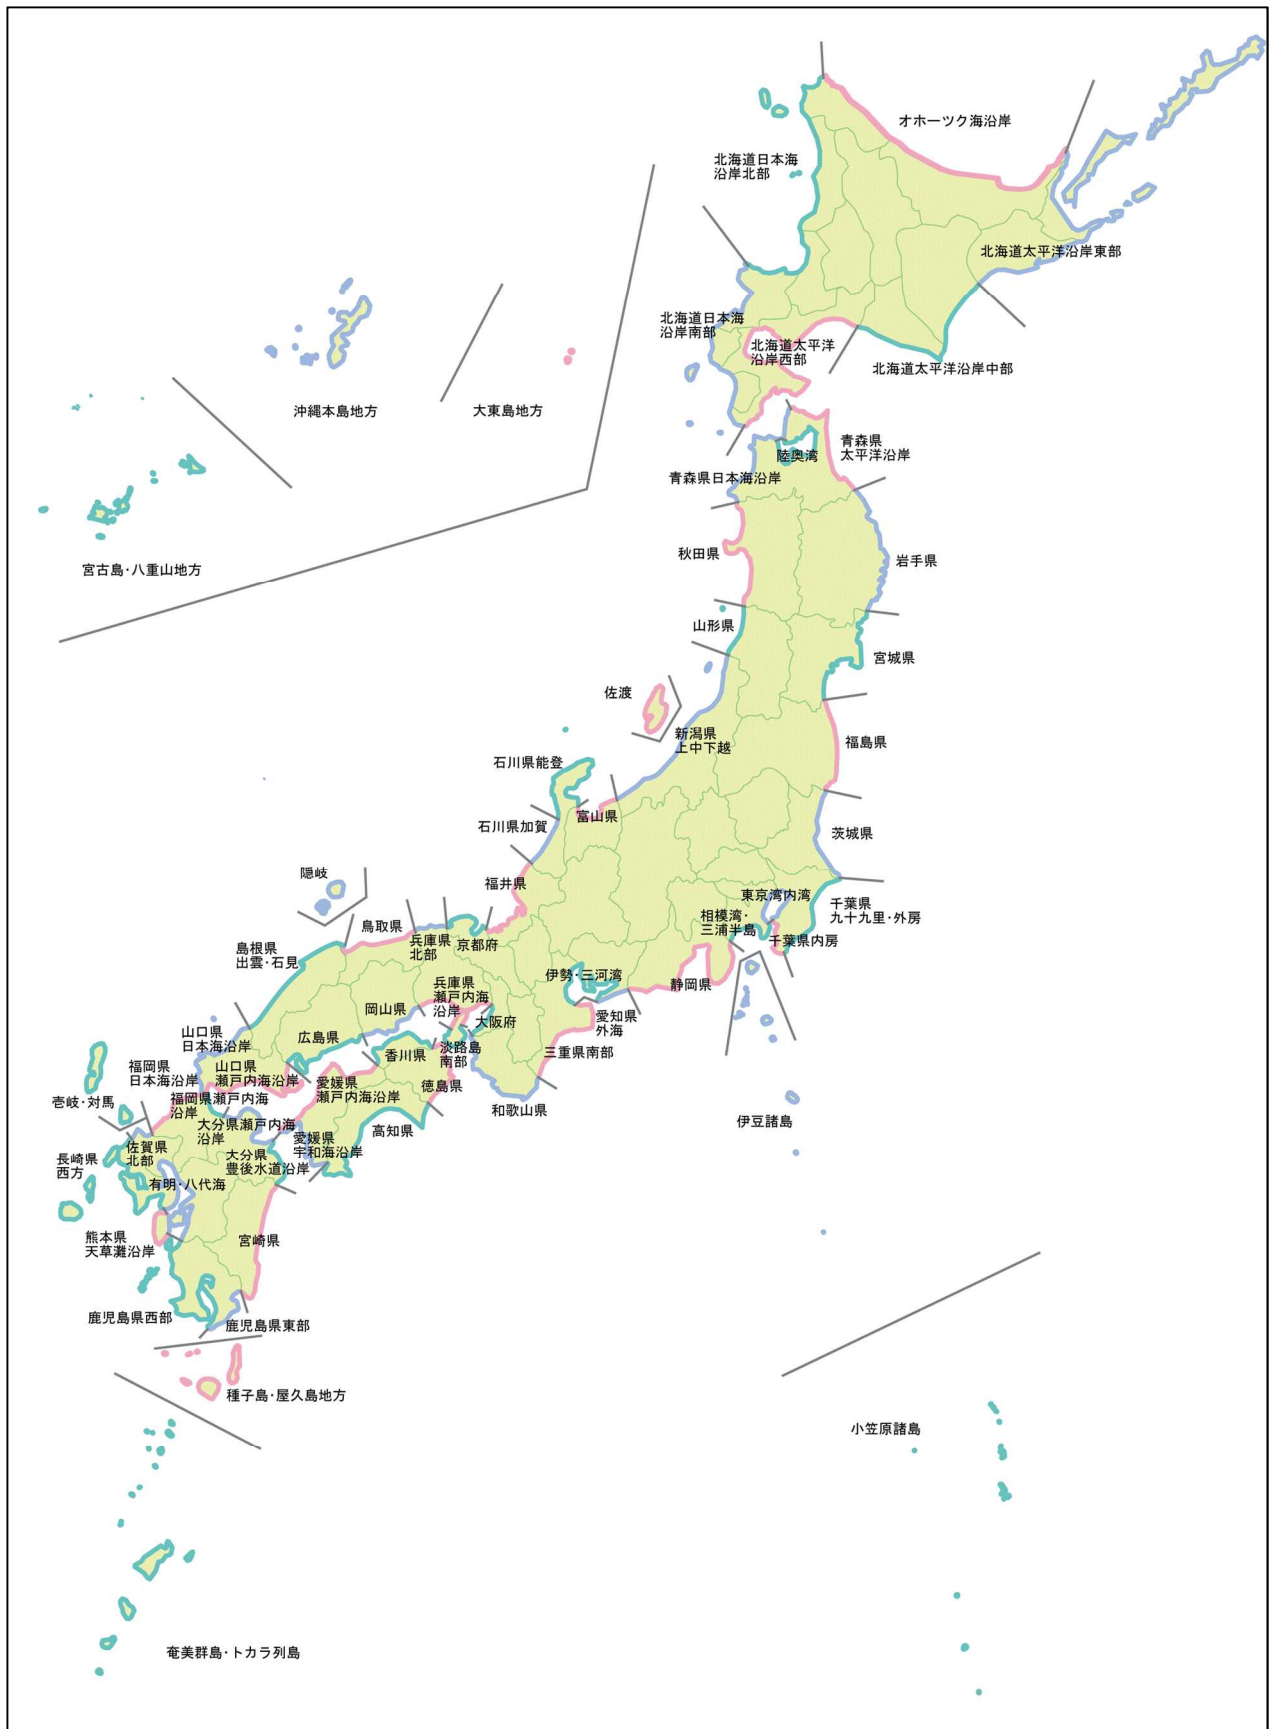 オホーツク海沿岸
北海道日本海
沿岸北部
北海道太平洋沿岸東部
北海道日本海
沿岸南部
北海道太平洋
沿岸西部
北海道太平洋沿岸中部
沖縄本島地方
大東島地方
青森県
太平洋沿岸
陸奥湾
青森県日本海沿岸
宮古島･八重山地方
秋田県
岩手県
山形県
宮城県
佐渡
新潟県
上中下越
福島県
石川県能登
富山県
石川県加賀
茨城県
隠岐
福井県
東京湾内湾
千葉県
九十九里･外房
相模湾･
三浦半島
千葉県内房
鳥取県
兵庫県
北部
京都府
島根県
出雲･石見
伊勢･三河湾
静岡県
兵庫県
瀬戸内海
沿岸
岡山県
大阪府
愛知県
外海
山口県
日本海沿岸
広島県
香川県
淡路島
南部
三重県南部
福岡県
日本海沿岸
山口県
瀬戸内海沿岸
愛媛県
瀬戸内海沿岸
徳島県
壱岐･対馬
福岡県瀬戸内海
沿岸
和歌山県
伊豆諸島
大分県瀬戸内海
沿岸
高知県
佐賀県
北部
愛媛県
宇和海沿岸
長崎県
西方
大分県
豊後水道沿岸
有明･八代海
熊本県
天草灘沿岸
宮崎県
鹿児島県西部
鹿児島県東部
種子島･屋久島地方
小笠原諸島
奄美群島･トカラ列島